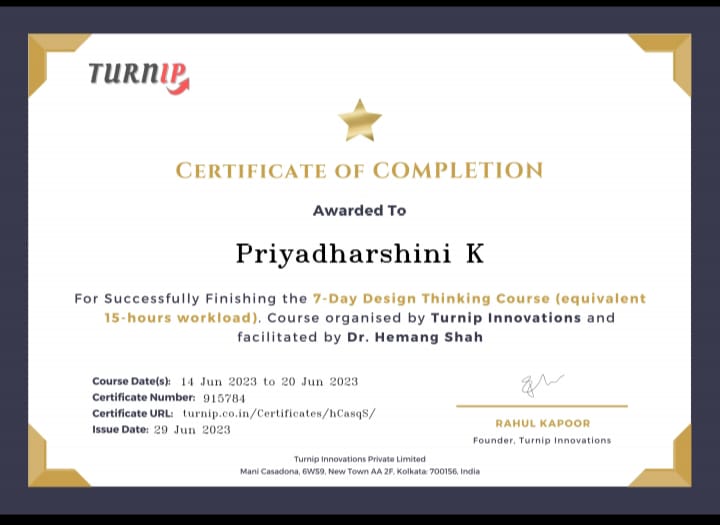 TURNIP
CERTIFICATE OF COMPLETION
Awarded To
Priyadharshini K
For Successfully Finishing the 7-Day Design Thinking Course (equivalent
15-hours workload). Course organised by Turnip Innovations and
facilitated by Dr. Hemang Shah
Course Date(s): 14 Jun 2023 to 20 Jun 2023
Certificate Number: 915784
Certificate URL: turnip.co.in/Certificates/hCasqS/
Issue Date: 29 Jun 2023
RAHUL KAPOOR
Founder, Turnip Innovations
Turnip Innovations Private Limited
Mani Casadona, 6WS9, New Town AA 2F, Kolkata: 700156, India